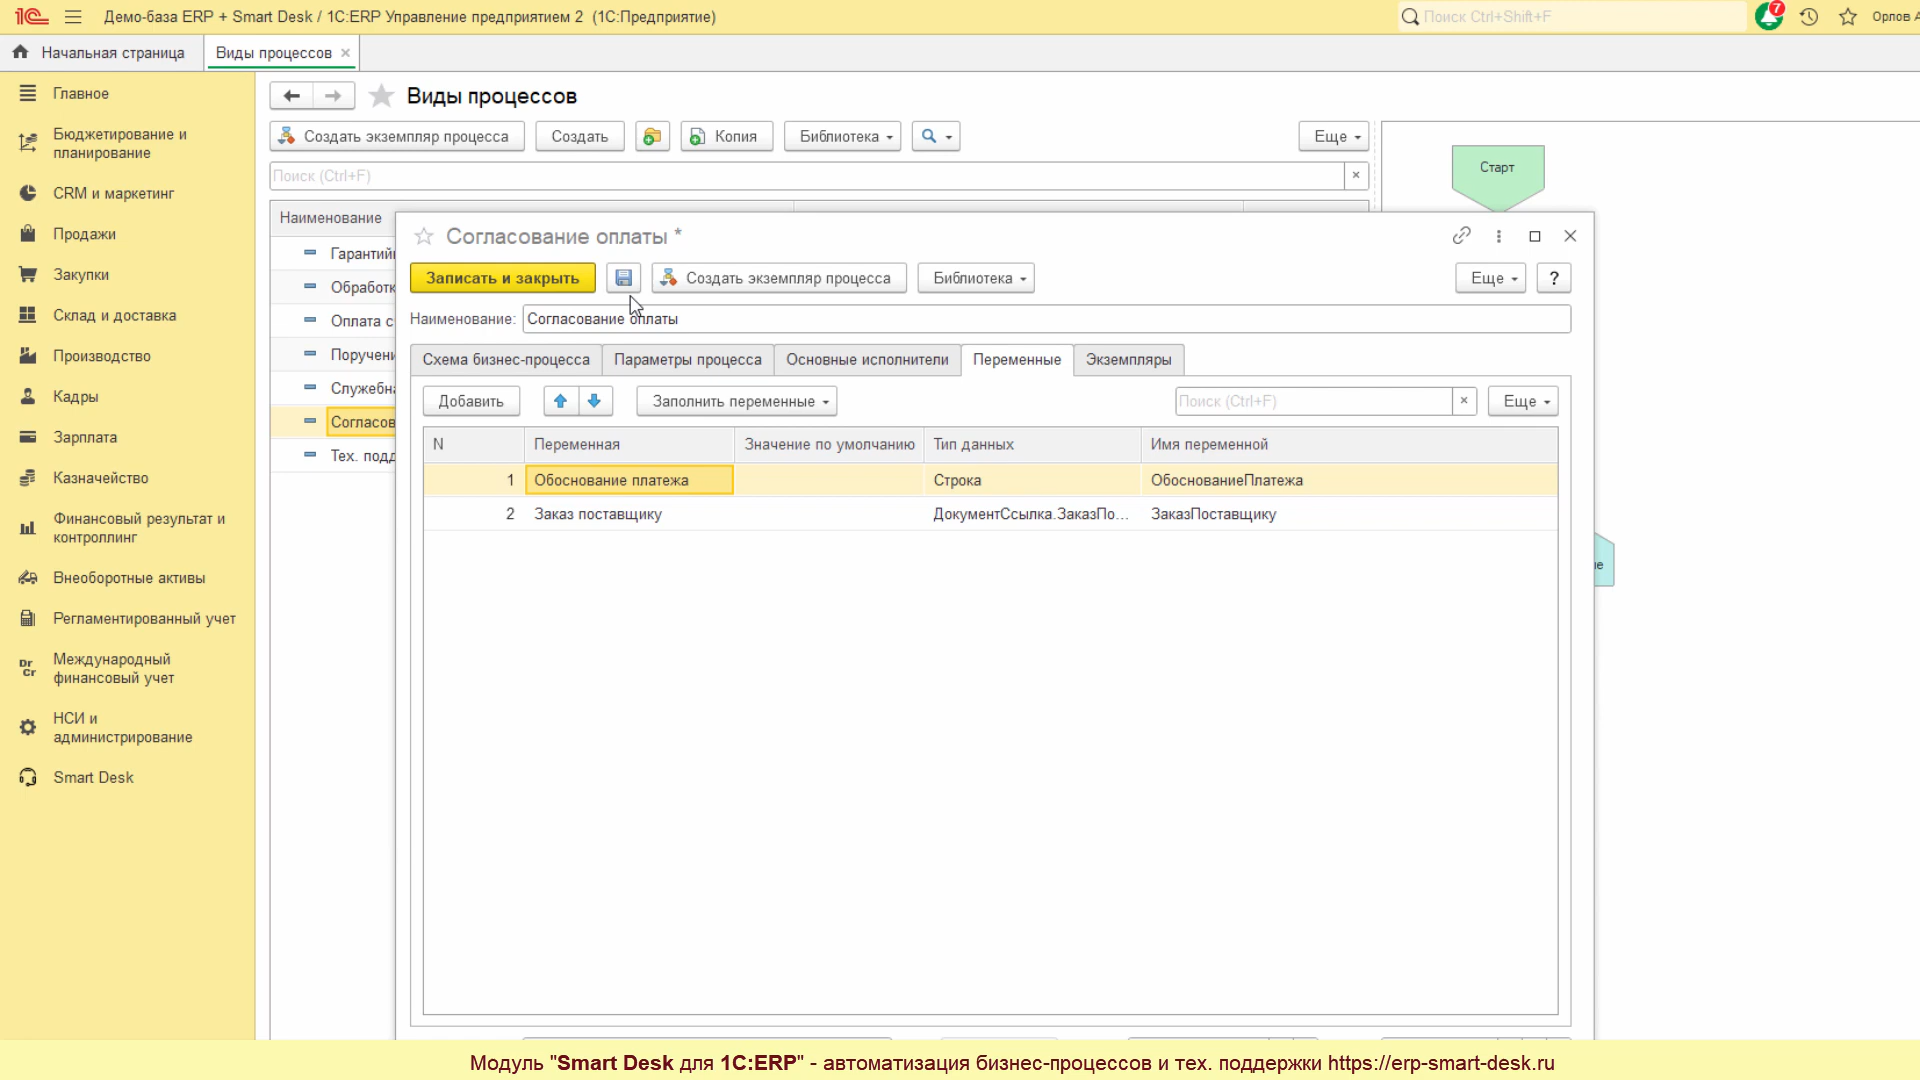 Демо-база ERP + Smart Desk / 1C:ERP Управление предприятием 2 (1С:Предприятие)
Поиск Ctrl+Shift+F
7
Орлов А
Начальная страница
Виды процессов
Главное
Бюджетирование и
планирование
CRM и маркетинг
Продажи
Закупки
Склад и доставка
Производство
Кадры
Зарплата
Казначейство
Финансовый результат и
контроллинг
Внеоборотные активы
Регламентированный учет
Международный
финансовый учет
НСИ и
администрирование
Smart Desk
Виды процессов
Создать экземпляр процесса
Создать
Копия
Библиотека
Еще
Поиск (Ctrl+F)
Наименование
Гарантий
Обработк
Оплата с
Поручени
Служебна
Согласов
Тех. подд
Старт
Согласование оплаты *
Записать и закрыть
Создать экземпляр процесса
Библиотека
Еще
?
Наименование: Согласование оплаты
Схема бизнес-процесса
Параметры процесса
Основные исполнители
Переменные
Экземпляры
Добавить
Заполнить переменные
Поиск (Ctrl+F)
Еще
N Переменная Значение по умолчанию Тип данных Имя переменной
1 Обоснование платежа Строка ОбоснованиеПлатежа
2 Заказ поставщику ДокументСсылка.ЗаказПо... ЗаказПоставщику
Модуль "Smart Desk для 1C:ERP" - автоматизация бизнес-процессов и тех. поддержки https://erp-smart-desk.ru